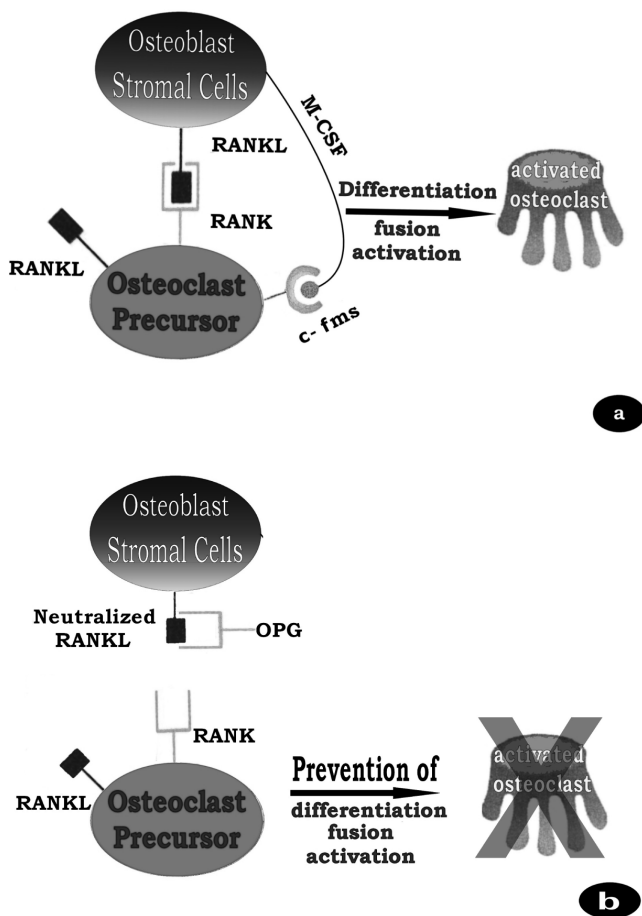 Osteoblast
Stromal Cells
M-CSF
RANKL
RANK
RANKL
Osteoclast
Precursor
c-fms
Differentiation
fusion
activation
activated
osteoclast
a
Osteoblast
Stromal Cells
Neutralized
RANKL
OPG
RANK
RANKL
Osteoclast
Precursor
Prevention of
differentiation
fusion
activation
activated
osteoclast
b